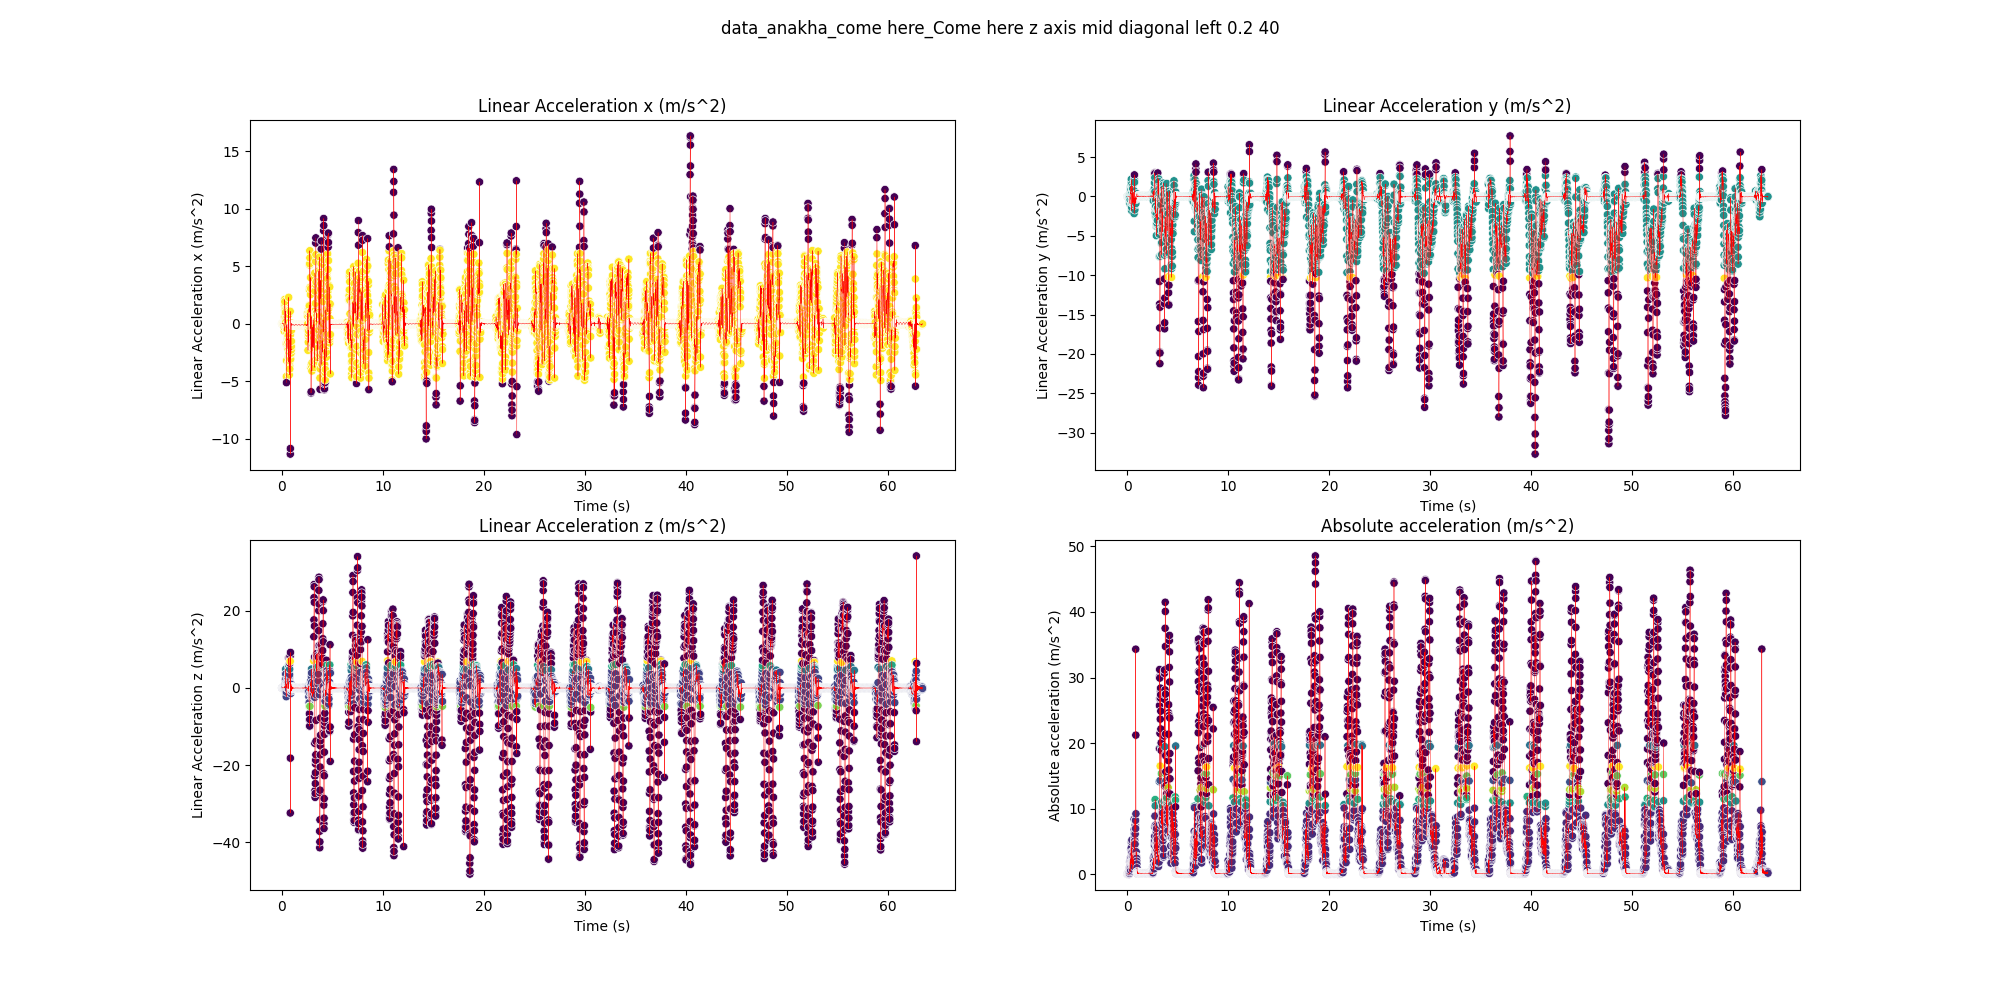 data_anakha_come here_Come here z axis mid diagonal left 0.2 40
Linear Acceleration x (m/s^2)
Linear Acceleration x (m/s^2)
15
10
5
0
−5
−10
0 10 20 30 40 50 60
Time (s)
Linear Acceleration y (m/s^2)
Linear Acceleration y (m/s^2)
5
0
−5
−10
−15
−20
−25
−30
0 10 20 30 40 50 60
Time (s)
Linear Acceleration z (m/s^2)
Linear Acceleration z (m/s^2)
20
0
−20
−40
0 10 20 30 40 50 60
Time (s)
Absolute acceleration (m/s^2)
Absolute acceleration (m/s^2)
50
40
30
20
10
0
0 10 20 30 40 50 60
Time (s)